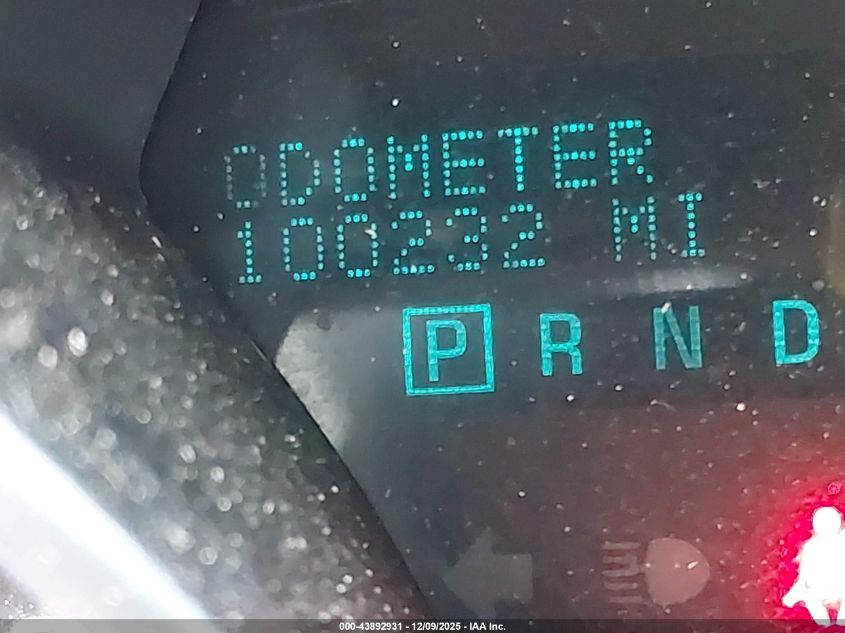 ODOMETER
100232 MI
P R N D
000-43892931 - 12/09/2025 - IAA Inc.